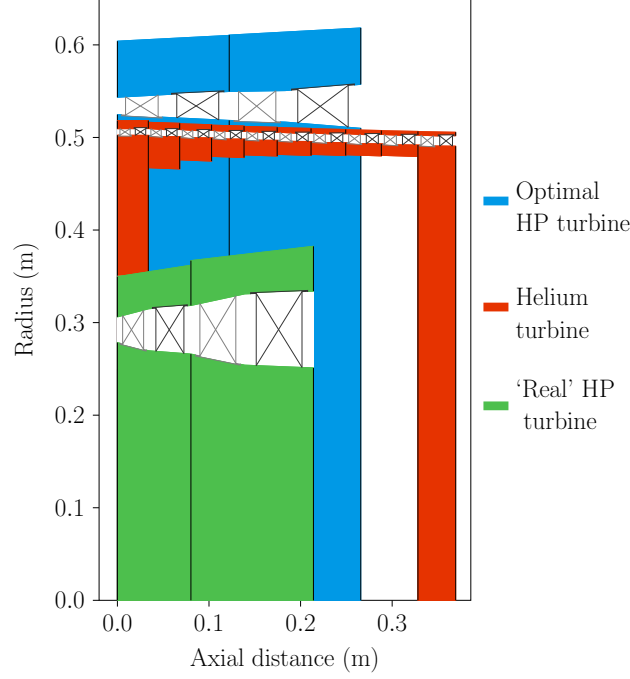 0.6
0.5
0.4
0.3
0.2
0.1
0.0
Radius (m)
0.0 0.1 0.2 0.3
Axial distance (m)
Optimal
HP turbine
Helium
turbine
‘Real’ HP
turbine